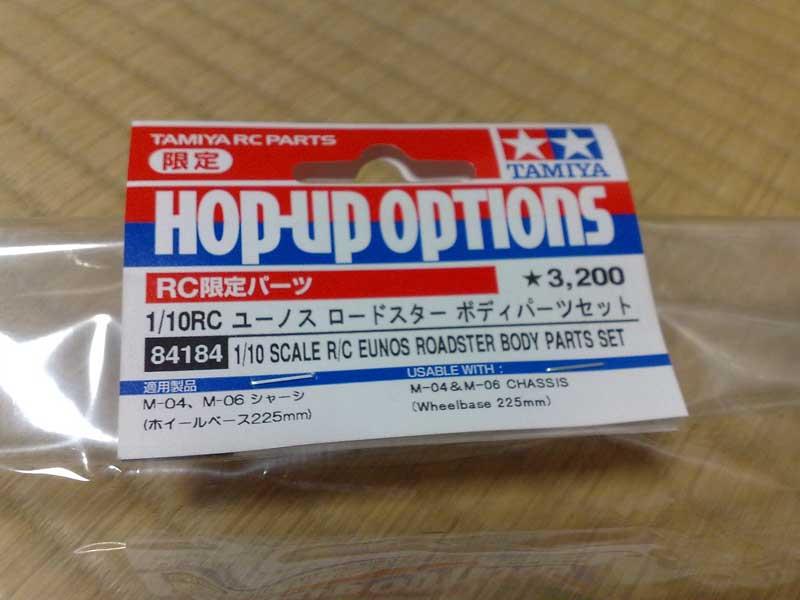 TAMIYA RC PARTS
限定
TAMIYA
HOP-UP OPTIONS
RC限定パーツ
★3,200
1/10RC ユーノス ロードスター ボディパーツセット
84184 1/10 SCALE R/C EUNOS ROADSTER BODY PARTS SET
適用製品
M-04、M-06 シャーシ
(ホイールベース225mm)
USABLE WITH :
M-04&M-06 CHASSIS
(Wheelbase 225mm)